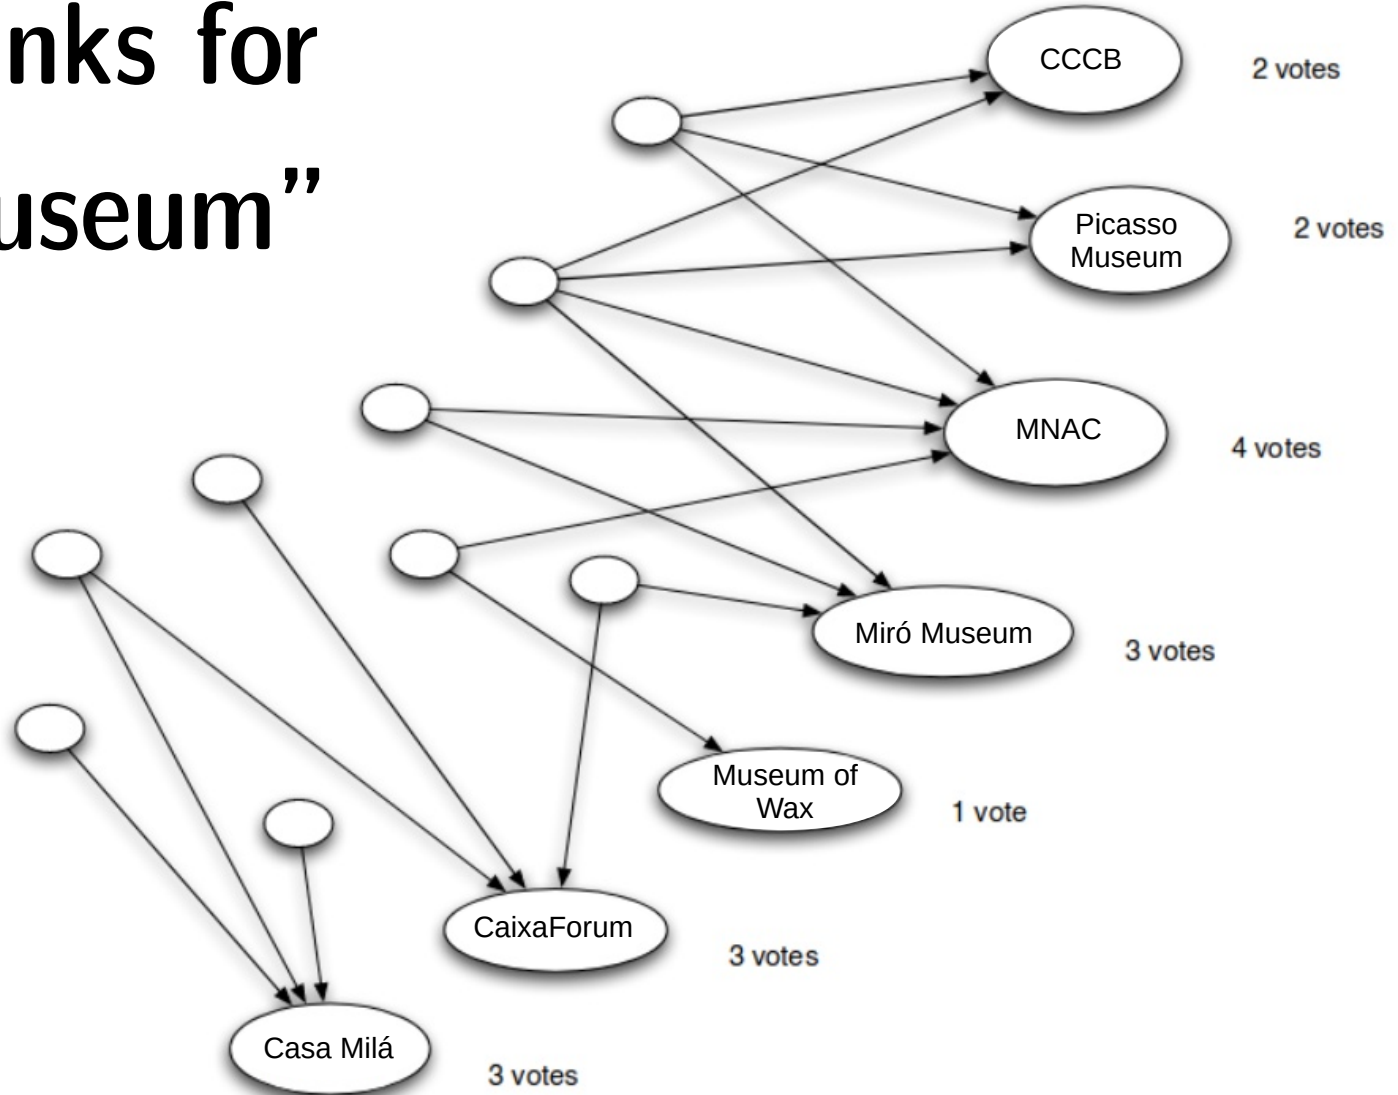 nks for
useum”
CCCB
2 votes
Picasso
Museum
2 votes
MNAC
4 votes
Miró Museum
3 votes
Museum of
Wax
1 vote
CaixaForum
3 votes
Casa Milá
3 votes